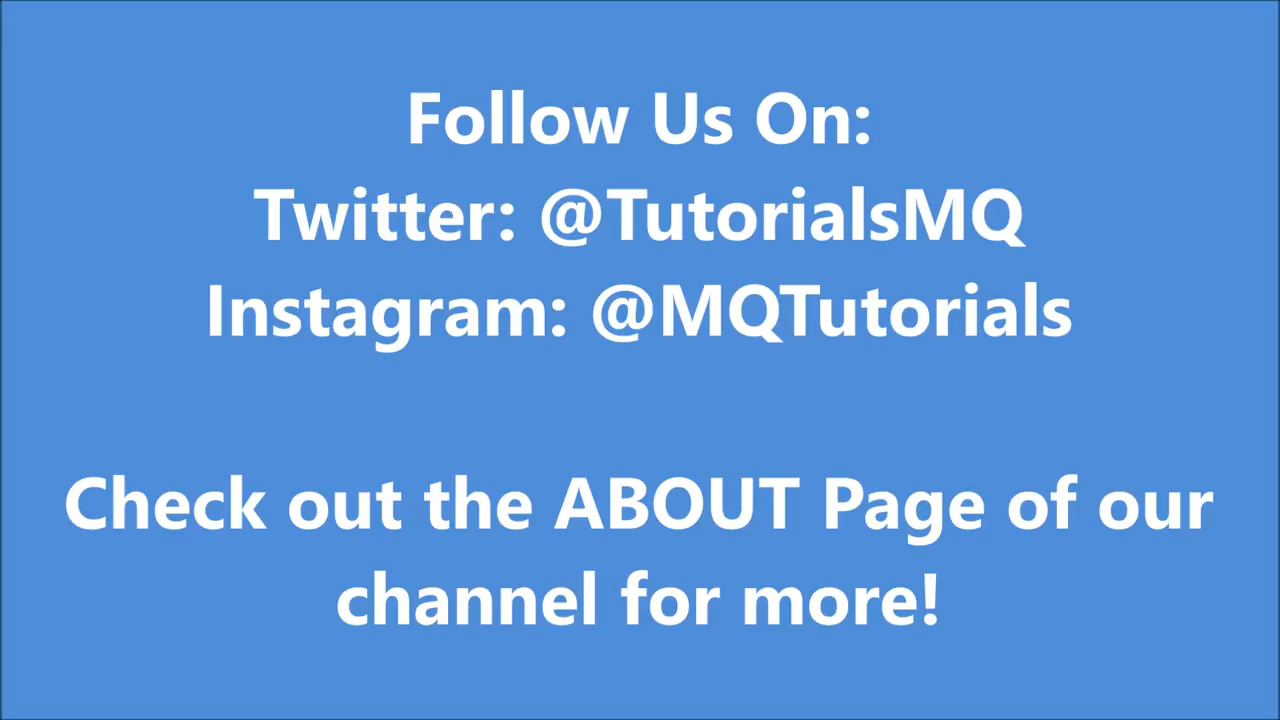 Follow Us On:
Twitter: @TutorialsMQ
Instagram: @MQTutorials
Check out the ABOUT Page of our
channel for more!